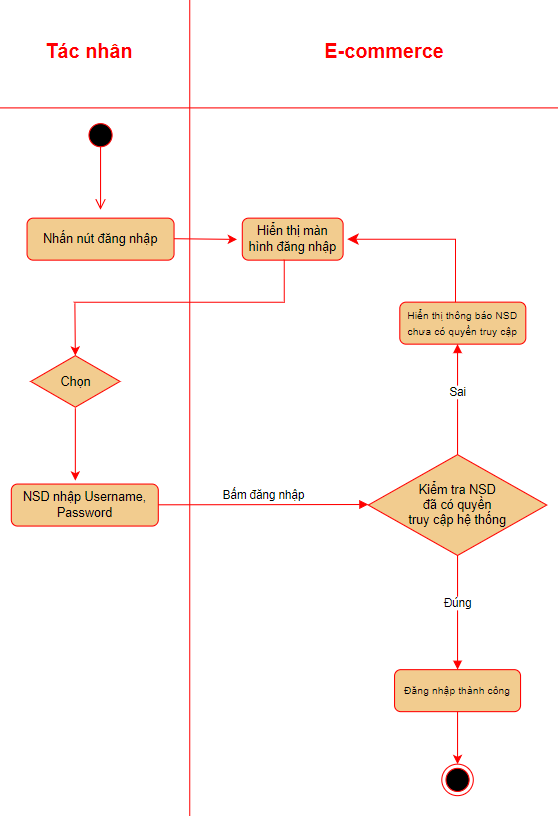 Tác nhân
E-commerce
Nhấn nút đăng nhập
Hiển thị màn
hình đăng nhập
Hiển thị thông báo NSD
chưa có quyền truy cập
Chọn
Sai
NSD nhập Username,
Password
Bấm đăng nhập
Kiểm tra NSD
đã có quyền
truy cập hệ thống
Đúng
Đăng nhập thành công